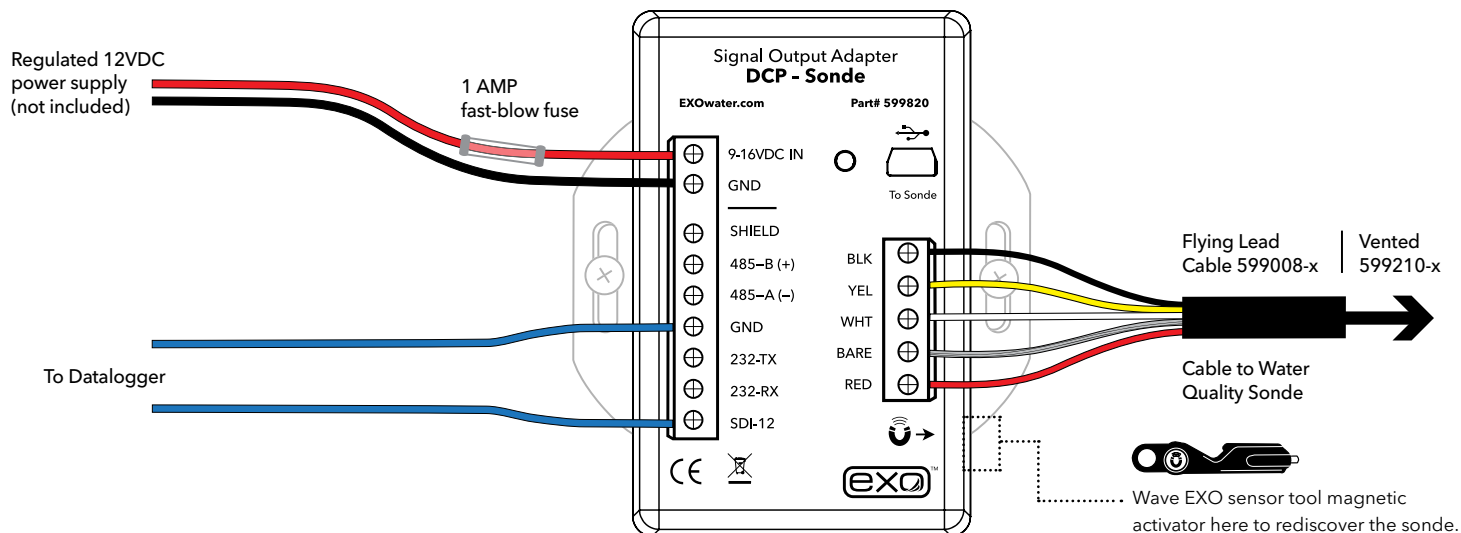 Regulated 12VDC
power supply
(not included)
1 AMP
fast-blow fuse
Signal Output Adapter
DCP - Sonde
EXOwater.com
Part# 599820
To Sonde
9-16VDC IN
GND
SHIELD
485–B (+)
485–A (–)
GND
232-TX
232-RX
SDI-12
To Datalogger
BLK
YEL
WHT
BARE
RED
CE
exo™
Flying Lead
Cable 599008-x
Vented
599210-x
Cable to Water
Quality Sonde
Wave EXO sensor tool magnetic
activator here to rediscover the sonde.